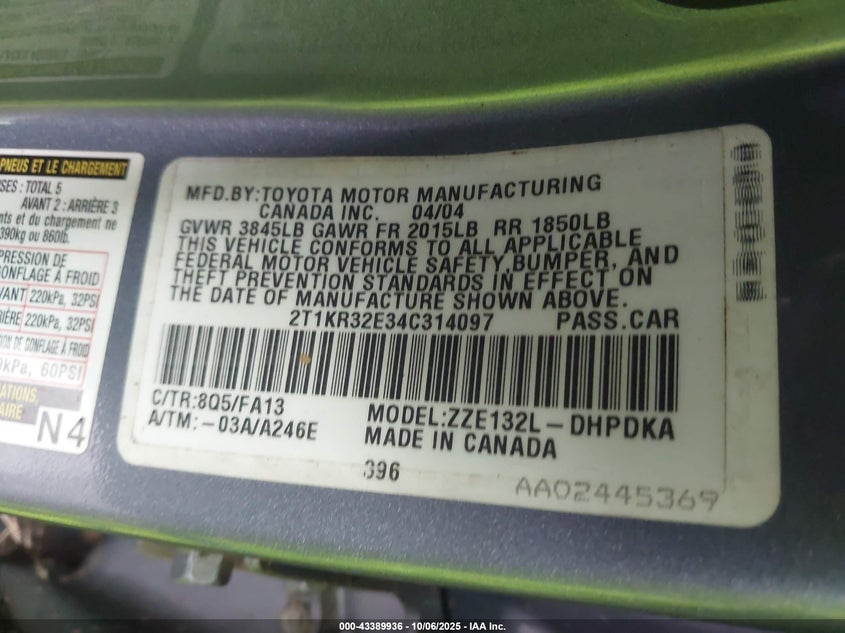 PNEUS ET LE CHARGEMENT
TOTAL 5
AVANT 2 : ARRIÈRE 3
et du chargement ne
390kg ou 860lb.
PRESSION DE
GONFLAGE À FROID
VANT 220kPa, 32PSI
RIÈRE 220kPa, 32PSI
DE GONFLAGE À FROID
kPa, 60PSI
N4
MFD.BY:TOYOTA MOTOR MANUFACTURING
CANADA INC. 04/04
GVWR 3845LB GAWR FR 2015LB RR 1850LB
THIS VEHICLE CONFORMS TO ALL APPLICABLE
FEDERAL MOTOR VEHICLE SAFETY,BUMPER, AND
THEFT PREVENTION STANDARDS IN EFFECT ON
THE DATE OF MANUFACTURE SHOWN ABOVE.
2T1KR32E34C314097 PASS.CAR
C/TR:8Q5/FA13 MODEL:ZZE132L-DHPDKA
A/TM:-03A/A246E MADE IN CANADA
396
AA02445369
000-43389936 - 10/06/2025 - IAA Inc.